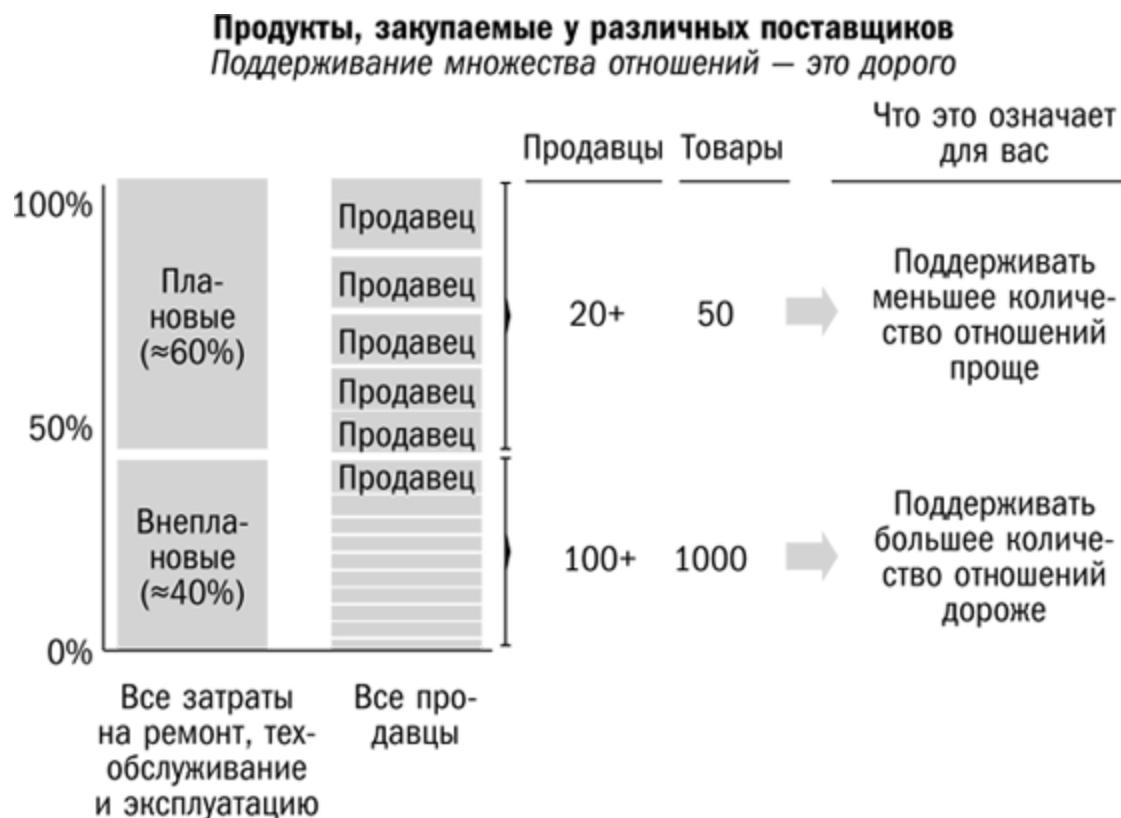 Продукты, закупаемые у различных поставщиков
Поддерживание множества отношений — это дорого
Продавцы
Товары
Что это означает
для вас
100%
50%
0%
Пла-
новые
(≈60%)
Внепла-
новые
(≈40%)
Продавец
Продавец
Продавец
Продавец
Продавец
Продавец
20+
50
Поддерживать
меньшее количе-
ство отношений
проще
100+
1000
Поддерживать
большее количе-
ство отношений
дороже
Все затраты
на ремонт, тех-
обслуживание
и эксплуатацию
Все про-
давцы